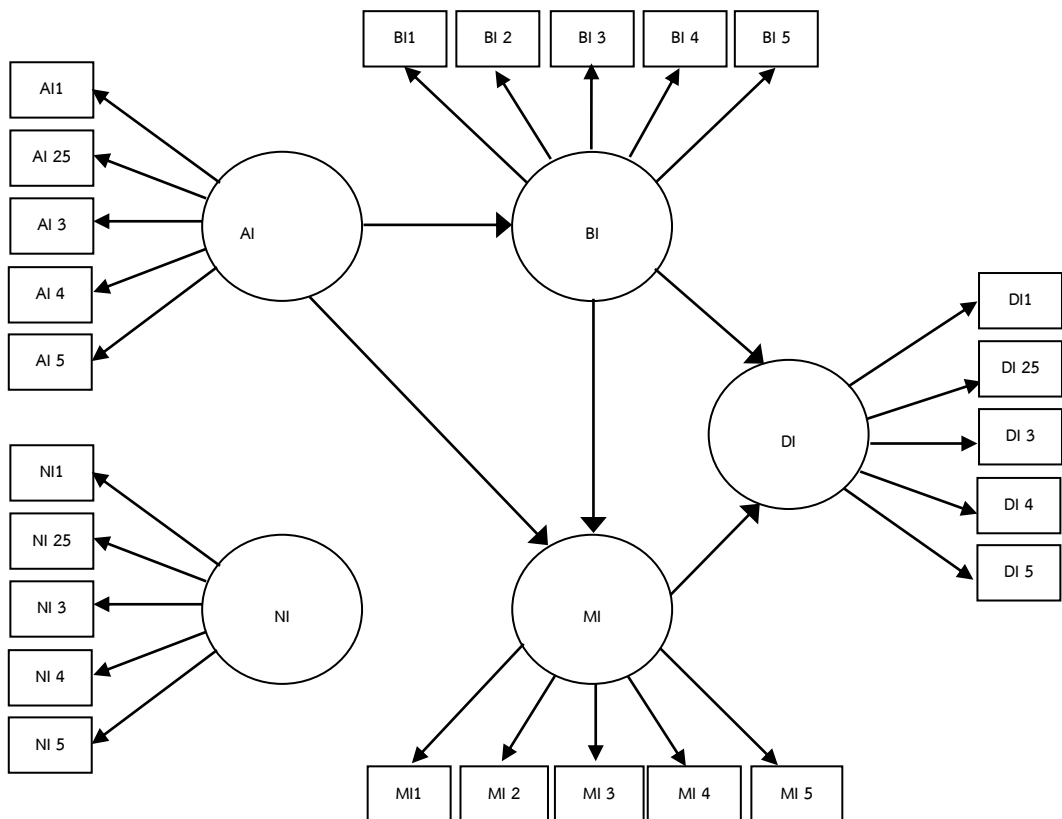 BI1
BI 2
BI 3
BI 4
BI 5
AI1
AI 25
AI 3
AI 4
AI 5
AI
BI
DI1
DI 25
DI 3
DI 4
DI 5
DI
NI1
NI 25
NI 3
NI 4
NI 5
NI
MI
MI1
MI 2
MI 3
MI 4
MI 5